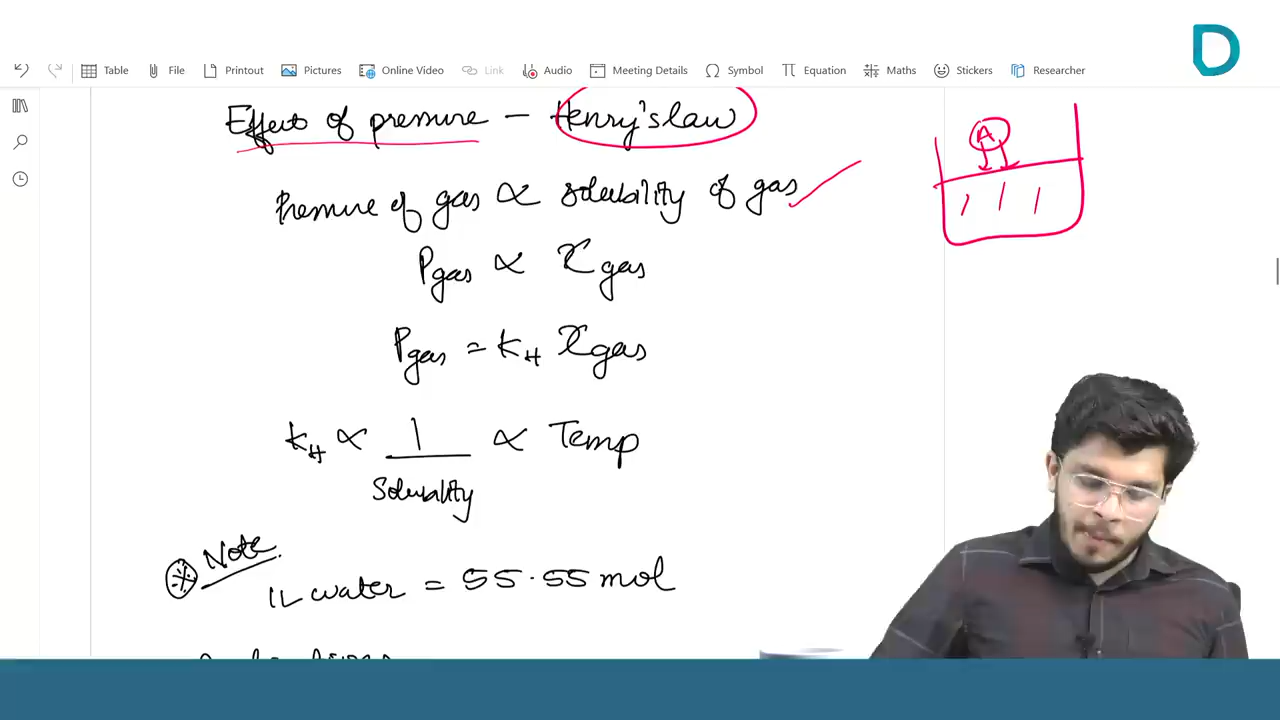 D
Table File Printout Pictures Online Video Link Audio Meeting Details Symbol Equation Maths Stickers Researcher
Effect of pressure - Henry's law
A
Pressure of gas ∝ solubility of gas
Pgas ∝ χgas
Pgas = KH χgas
KH ∝ 1 / Solubility ∝ Temp
Note
1L water = 55.55 mol